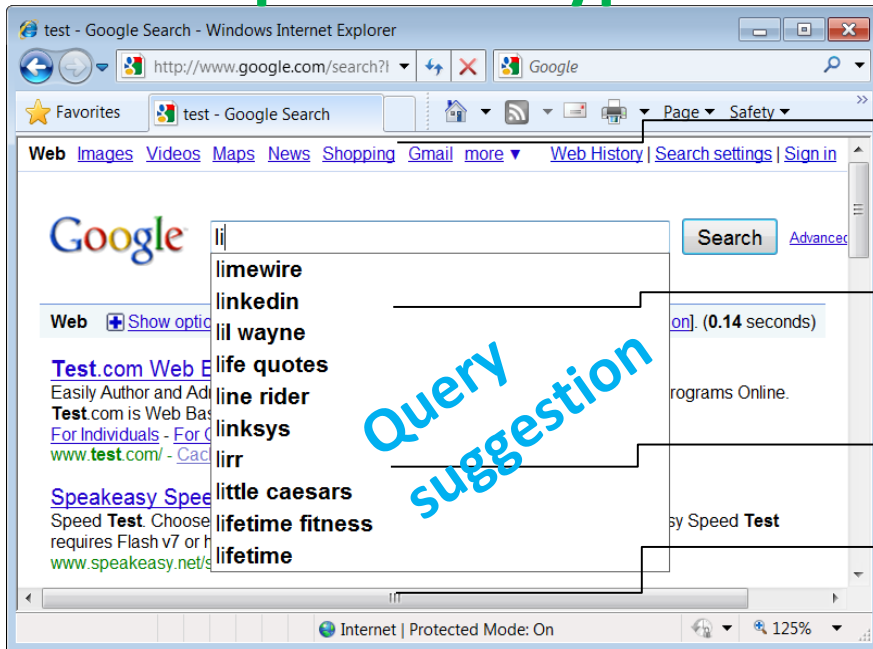 test - Google Search - Windows Internet Explorer
http://www.google.com/search?h
Google
Favorites
test - Google Search
Page
Safety
Web Images Videos Maps News Shopping Gmail more ▼ Web History | Search settings | Sign in
Google
li
Search
Advanced
limewire
linkedin
lil wayne
life quotes
line rider
linksys
lirr
little caesars
lifetime fitness
lifetime
Query
suggestion
Web Show optio on]. (0.14 seconds)
Test.com Web B
Easily Author and Ad rograms Online.
Test.com is Web Bas
For Individuals - For
www.test.com/ - Cac
Speakeasy Spee
Speed Test. Choose sy Speed Test
requires Flash v7 or h
www.speakeasy.net/s
Internet | Protected Mode: On
125%